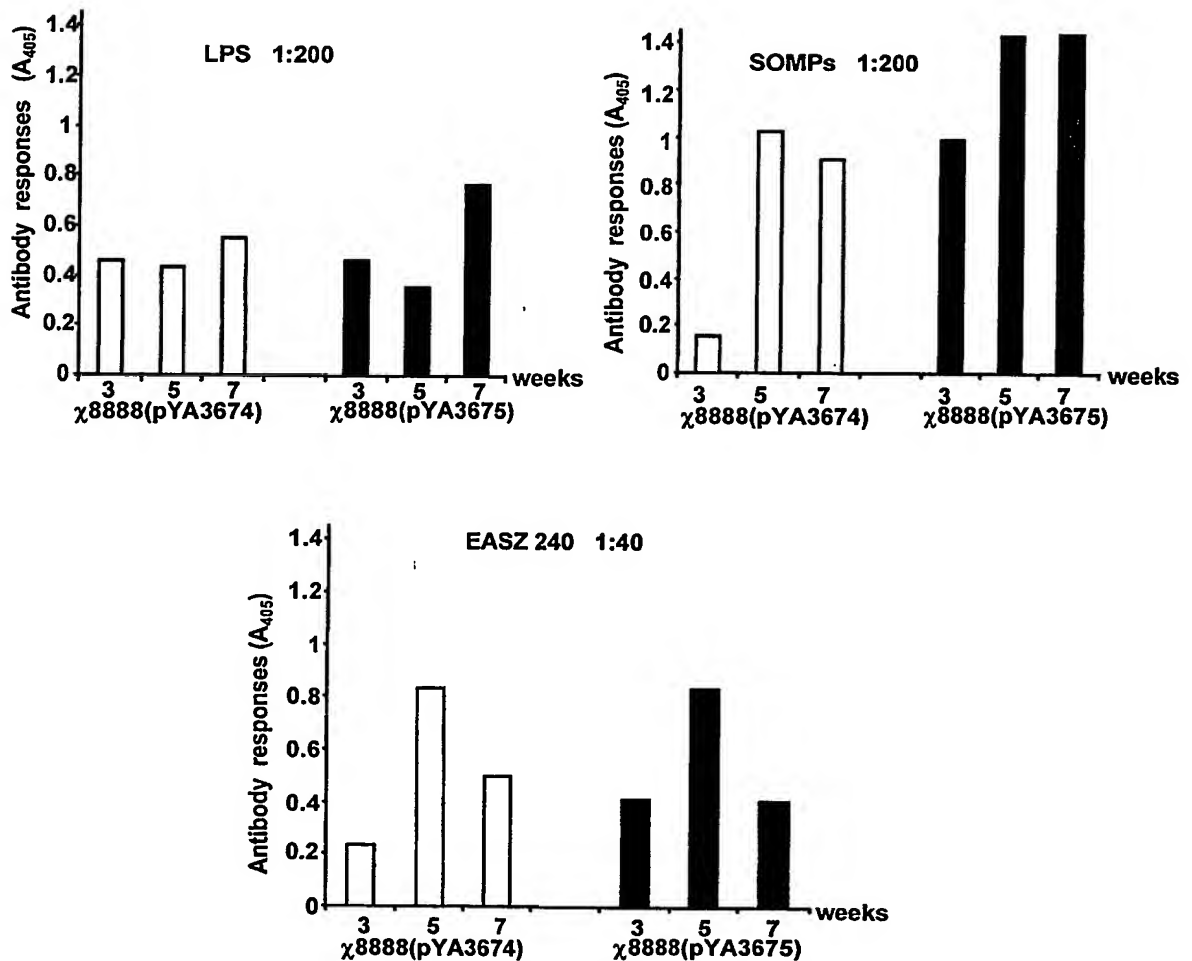 LPS 1:200
Antibody responses (A405)
1.4
1.2
1
0.8
0.6
0.4
0.2
0
3 5 7 3 5 7 weeks
χ8888(pYA3674) χ8888(pYA3675)
SOMPs 1:200
Antibody responses (A405)
1.4
1.2
1
0.8
0.6
0.4
0.2
0
3 5 7 3 5 7 weeks
χ8888(pYA3674) χ8888(pYA3675)
EASZ 240 1:40
Antibody responses (A405)
1.4
1.2
1
0.8
0.6
0.4
0.2
0
3 5 7 3 5 7 weeks
χ8888(pYA3674) χ8888(pYA3675)